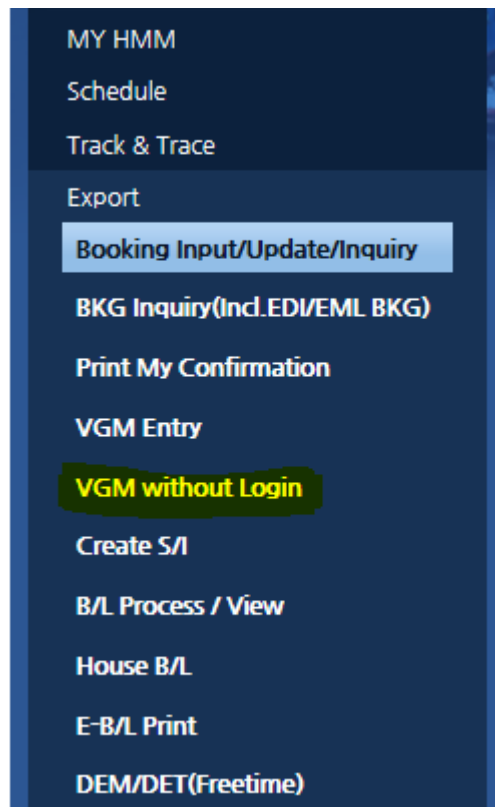 MY HMM
Schedule
Track & Trace
Export
Booking Input/Update/Inquiry
BKG Inquiry(Incl.EDI/EML BKG)
Print My Confirmation
VGM Entry
VGM without Login
Create S/I
B/L Process / View
House B/L
E-B/L Print
DEM/DET(Freetime)